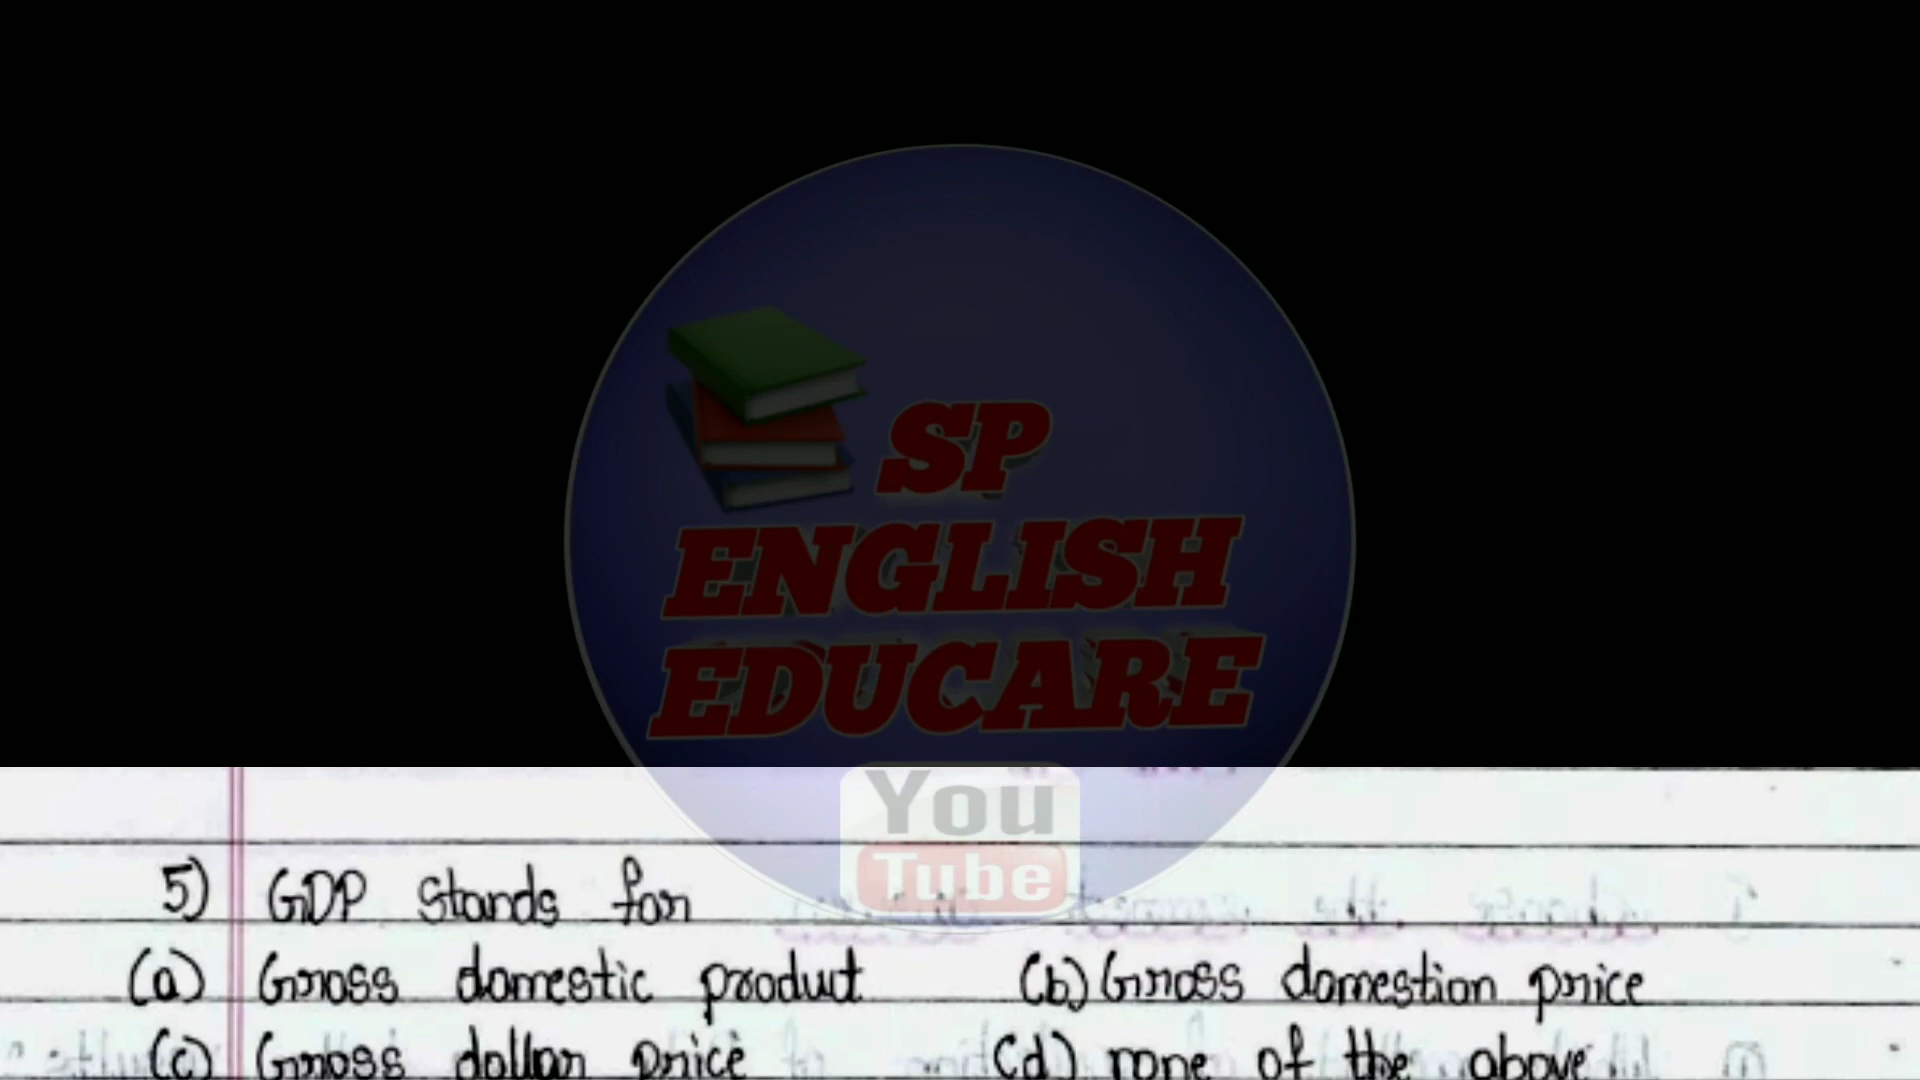 SP
ENGLISH
EDUCARE
You
Tube
5) GDP stands for
(a) Gross domestic product (b) Gross domestion price
(c) Gross dollar price (d) none of the above